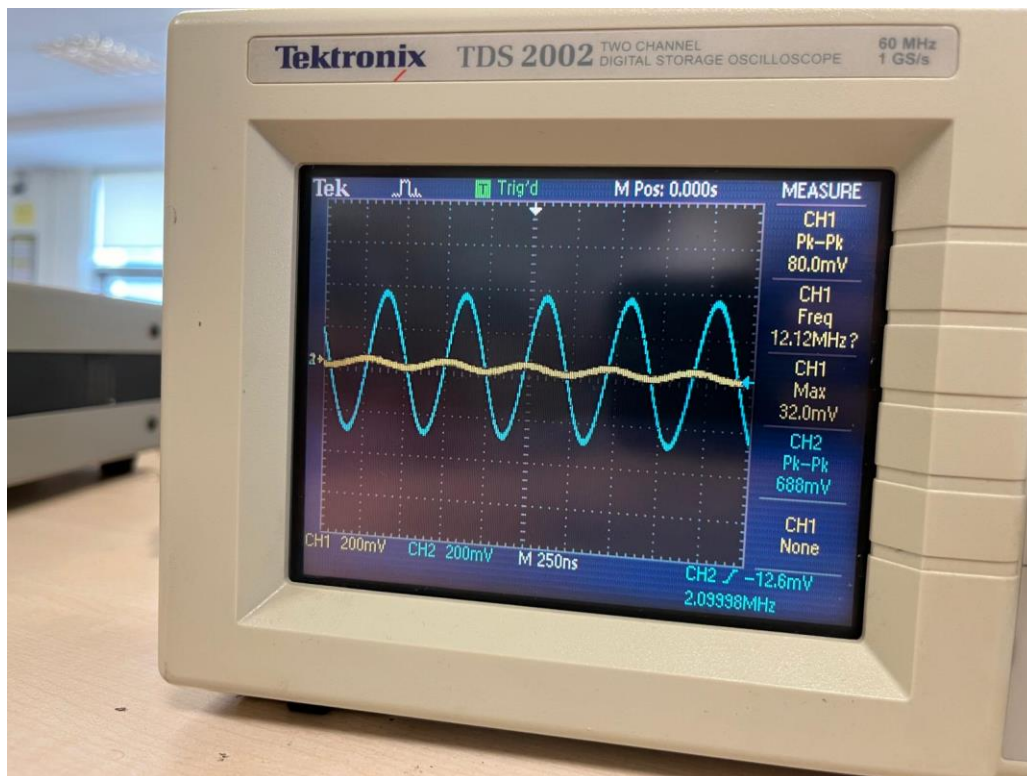 Tektronix TDS 2002 TWO CHANNEL DIGITAL STORAGE OSCILLOSCOPE 60 MHz 1 GS/s
Tek T Trig'd M Pos: 0.000s MEASURE
CH1
Pk-Pk
80.0mV
CH1
Freq
12.12MHz?
CH1
Max
32.0mV
2
CH2
Pk-Pk
688mV
CH1
None
CH1 200mV CH2 200mV M 250ns CH2 -12.6mV
2.09998MHz